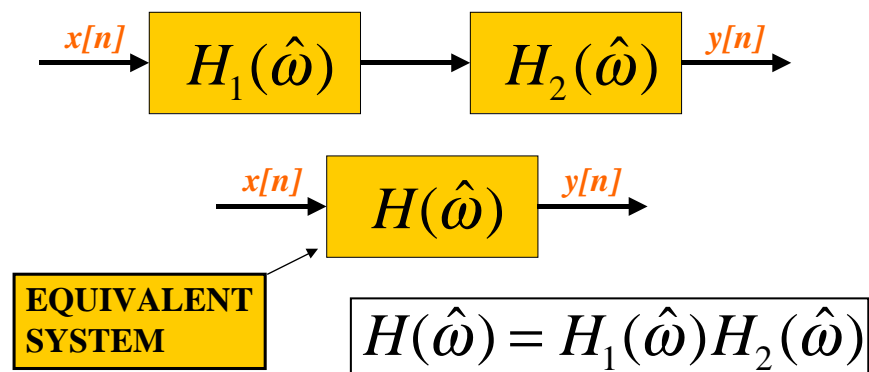 x[n] H₁(ω̂) H₂(ω̂) y[n]
x[n] H(ω̂) y[n]
EQUIVALENT
SYSTEM
H(ω̂) = H₁(ω̂)H₂(ω̂)